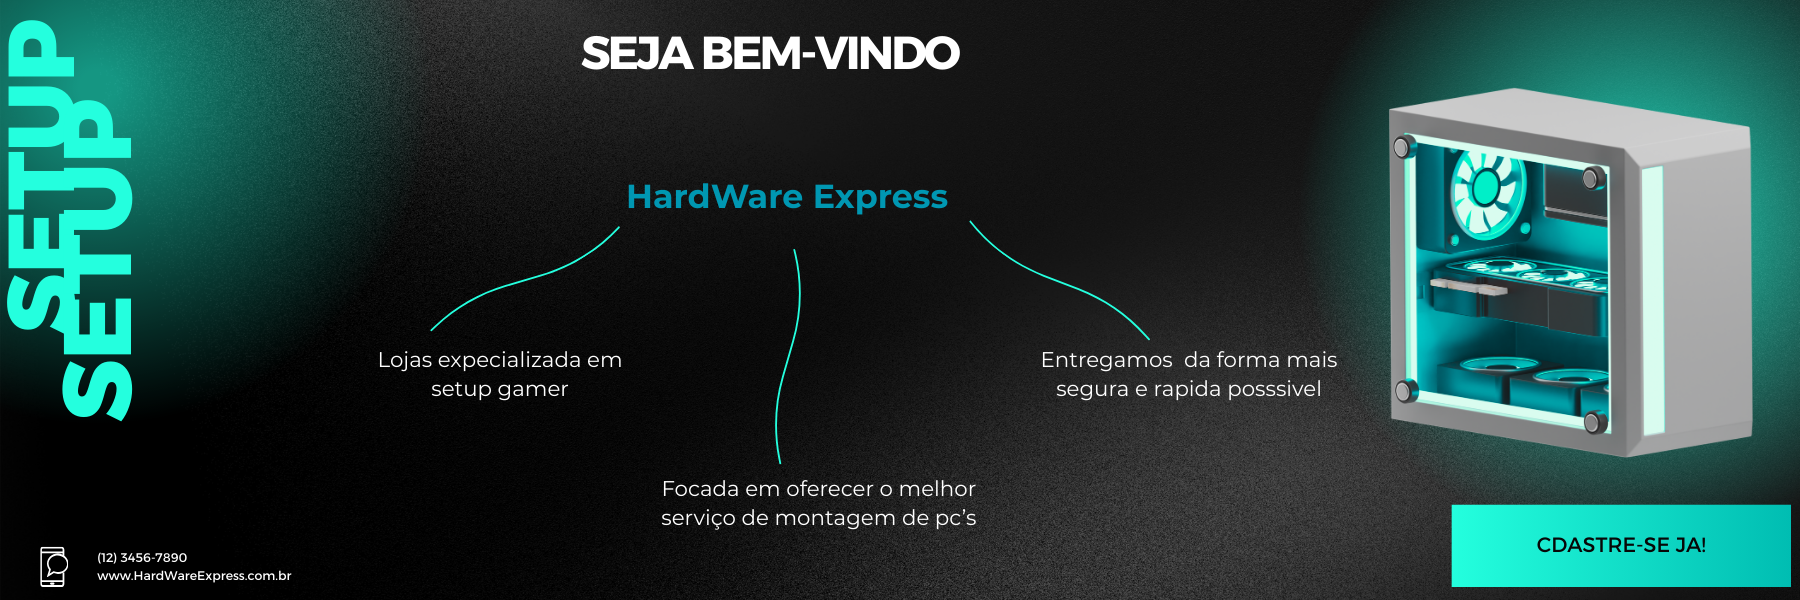 SETUP
SETUP
SEJA BEM-VINDO
HardWare Express
Lojas expecializada em
setup gamer
Entregamos  da forma mais
segura e rapida posssivel
Focada em oferecer o melhor
serviço de montagem de pc’s
(12) 3456-7890
www.HardWareExpress.com.br
CDASTRE-SE JA!